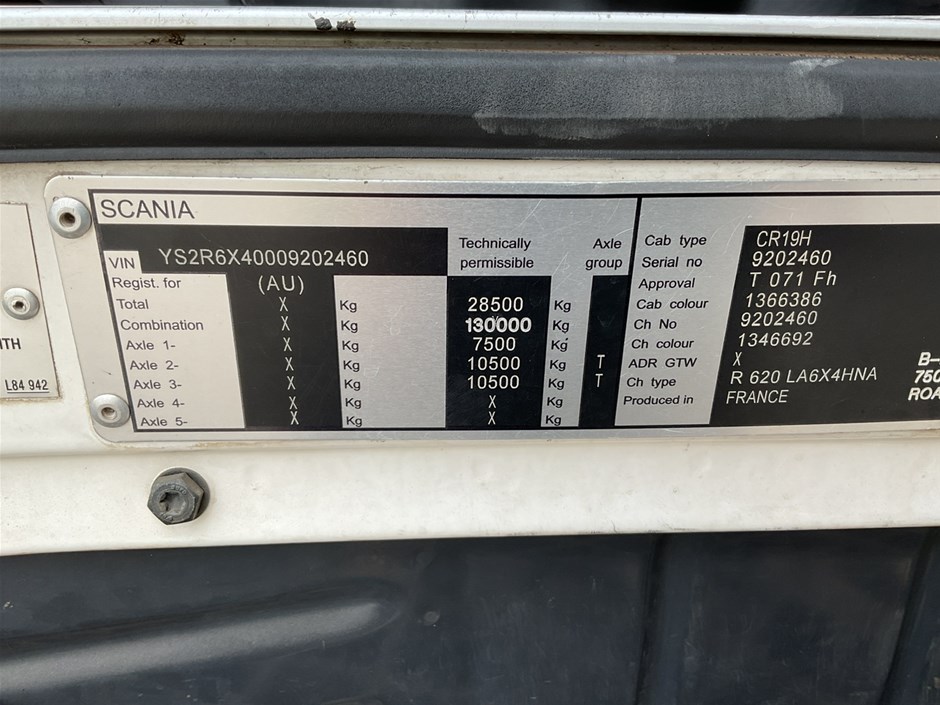 SCANIA
VIN YS2R6X40009202460 Technically permissible Axle group
Regist. for (AU)
Total X Kg 28500 Kg
Combination X Kg 130000 Kg
Axle 1- X Kg 7500 Kg
Axle 2- X Kg 10500 Kg T
Axle 3- X Kg 10500 Kg T
Axle 4- X Kg X Kg
Axle 5- X Kg X Kg
Cab type CR19H
Serial no 9202460
Approval T 071 Fh
Cab colour 1366386
Ch No 9202460
Ch colour 1346692
ADR GTW X
Ch type R 620 LA6X4HNA
Produced in FRANCE
B-
750
ROA
ITH
L84 942